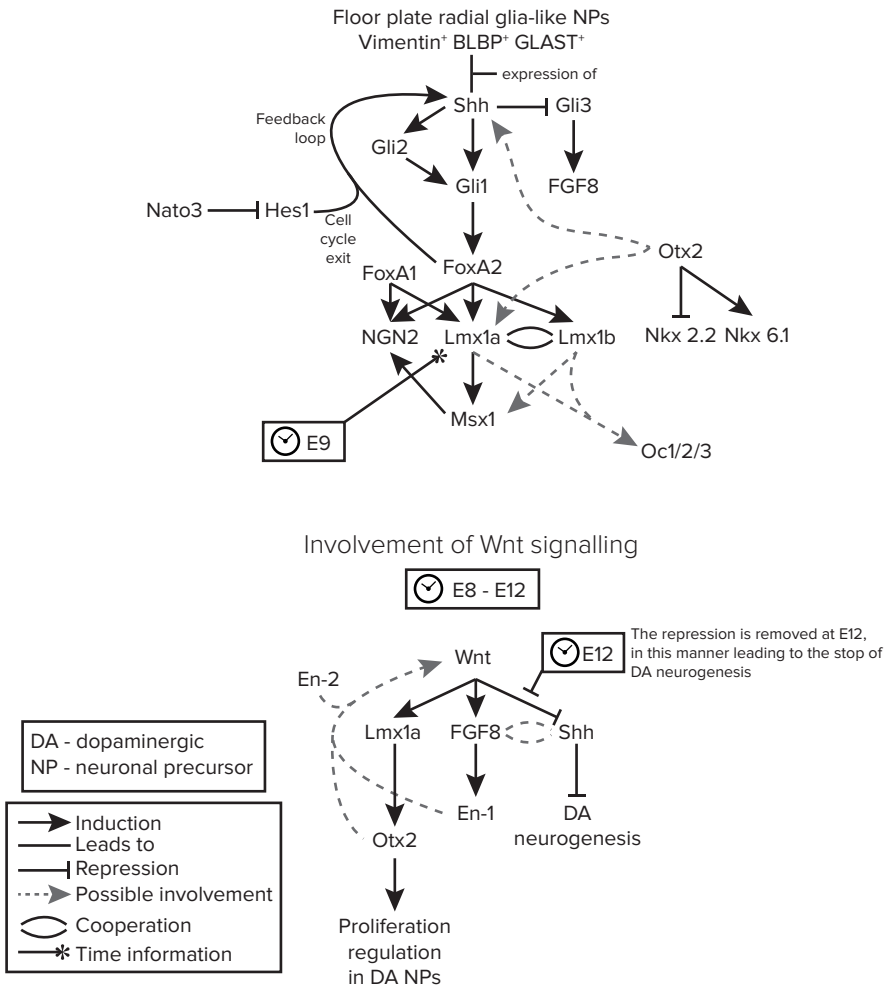 Floor plate radial glia-like NPs
Vimentin⁺ BLBP⁺ GLAST⁺
expression of
Shh
Gli3
Feedback
loop
Gli2
Gli1
FGF8
Nato3
Hes1
Cell
cycle
exit
Otx2
FoxA1
FoxA2
NGN2
Lmx1a
Lmx1b
Nkx 2.2
Nkx 6.1
Msx1
E9
Oc1/2/3
Involvement of Wnt signalling
E8 - E12
The repression is removed at E12,
in this manner leading to the stop of
DA neurogenesis
E12
Wnt
En-2
Lmx1a
FGF8
Shh
DA - dopaminergic
NP - neuronal precursor
En-1
DA
neurogenesis
Otx2
Induction
Leads to
Repression
Possible involvement
Cooperation
Time information
Proliferation
regulation
in DA NPs